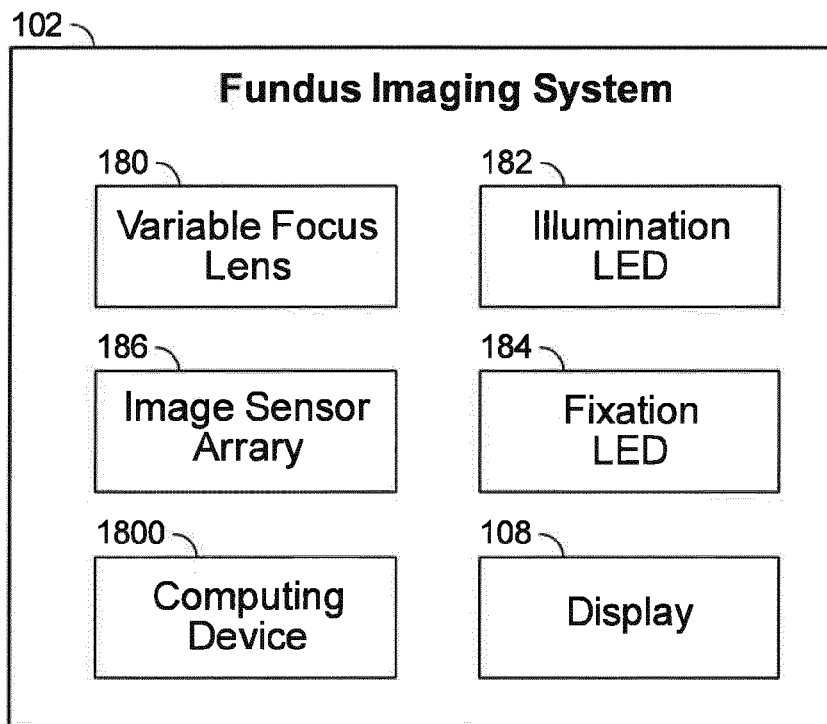 102
Fundus Imaging System
180
Variable Focus
Lens
182
Illumination
LED
186
Image Sensor
Arrary
184
Fixation
LED
1800
Computing
Device
108
Display